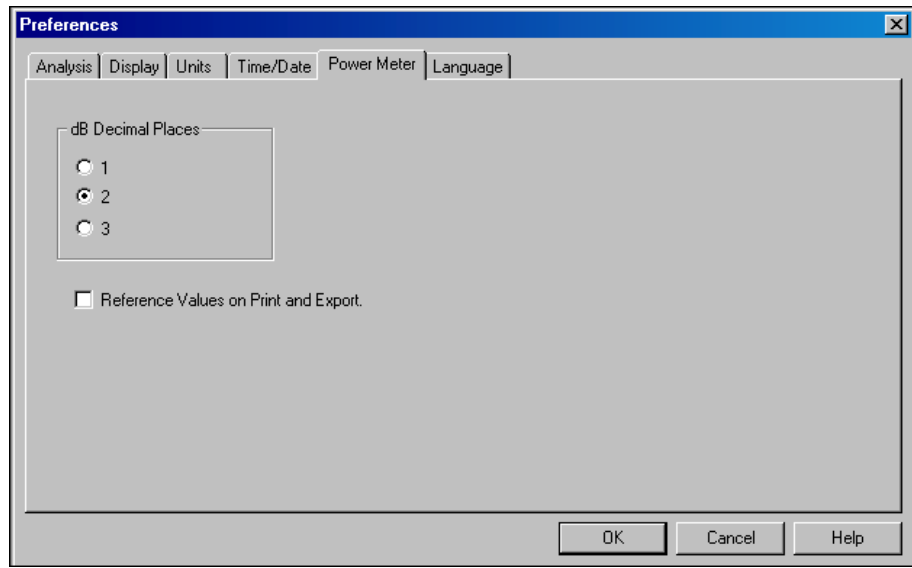 Preferences
Analysis Display Units Time/Date Power Meter Language
dB Decimal Places
1
2
3
Reference Values on Print and Export.
OK Cancel Help